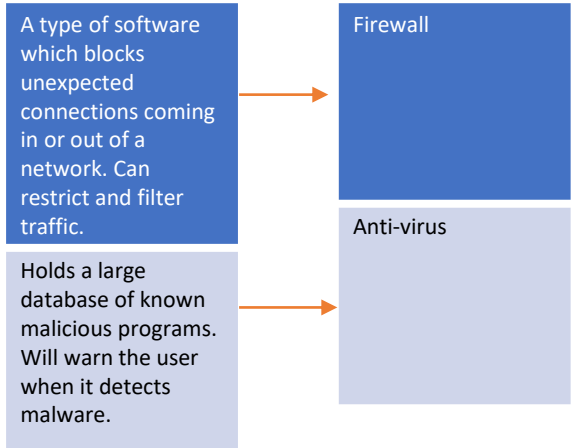 A type of software
which blocks
unexpected
connections coming
in or out of a
network. Can
restrict and filter
traffic.
Firewall
Holds a large
database of known
malicious programs.
Will warn the user
when it detects
malware.
Anti-virus